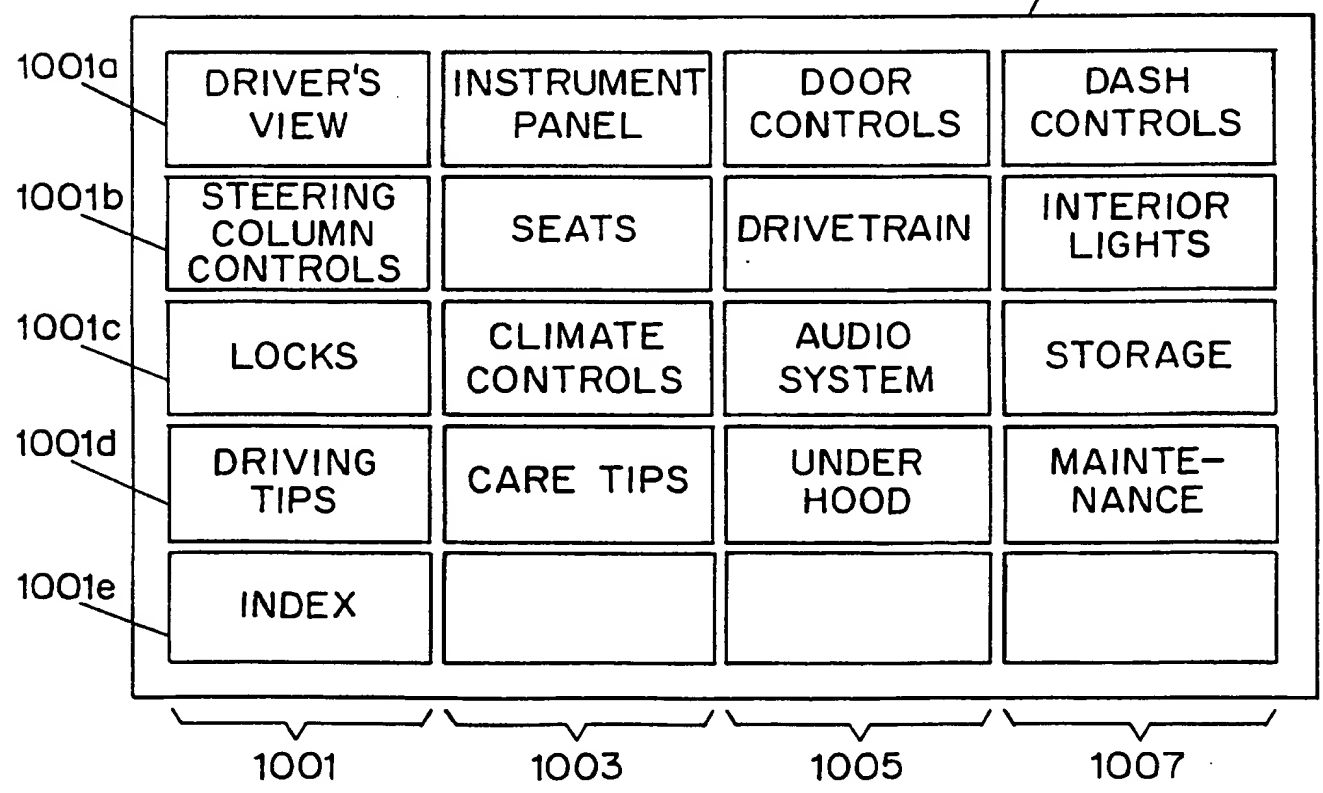 1001a
DRIVER'S
VIEW
INSTRUMENT
PANEL
DOOR
CONTROLS
DASH
CONTROLS
1001b
STEERING
COLUMN
CONTROLS
SEATS
DRIVETRAIN
INTERIOR
LIGHTS
1001c
LOCKS
CLIMATE
CONTROLS
AUDIO
SYSTEM
STORAGE
1001d
DRIVING
TIPS
CARE TIPS
UNDER
HOOD
MAINTE-
NANCE
1001e
INDEX
1001
1003
1005
1007